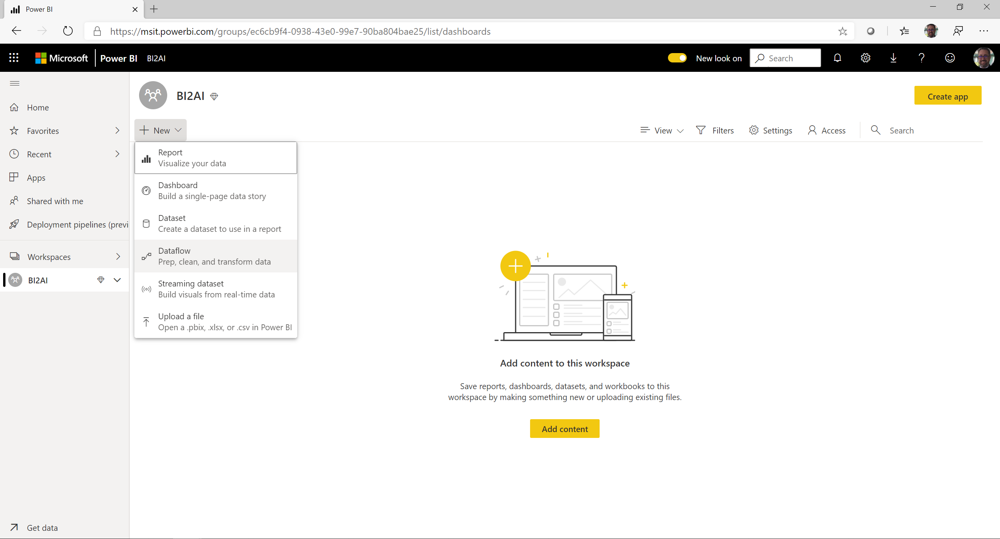 Power BI
https://msit.powerbi.com/groups/ec6cb9f4-0938-43e0-99e7-90ba804bae25/list/dashboards
Microsoft Power BI BI2AI New look on Search
BI2AI
Create app
Home
Favorites
Recent
Apps
Shared with me
Deployment pipelines (previ
Workspaces
BI2AI
Get data
New View Filters Settings Access Search
Report
Visualize your data
Dashboard
Build a single-page data story
Dataset
Create a dataset to use in a report
Dataflow
Prep, clean, and transform data
Streaming dataset
Build visuals from real-time data
Upload a file
Open a .pbix, .xlsx, or .csv in Power BI
Add content to this workspace
Save reports, dashboards, datasets, and workbooks to this
workspace by making something new or uploading existing files.
Add content